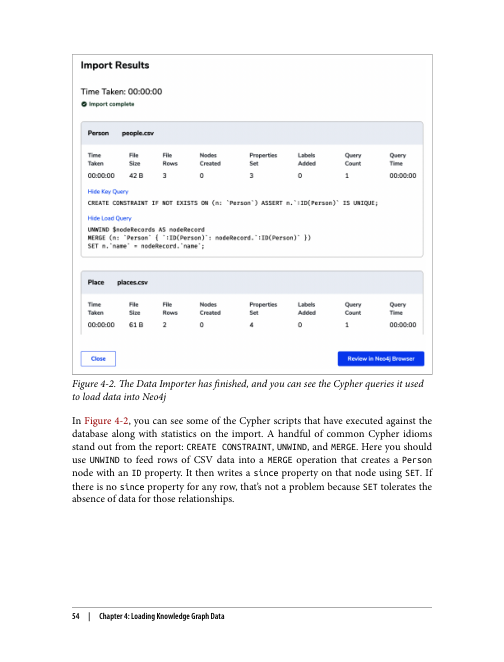 Import Results
Time Taken: 00:00:00
Import complete
Person people.csv
Time Taken File Size File Rows Nodes Created Properties Set Labels Added Query Count Query Time
00:00:00 42 B 3 0 3 0 1 00:00:00
Hide Key Query
CREATE CONSTRAINT IF NOT EXISTS ON (n: `Person`) ASSERT n.`:ID(Person)` IS UNIQUE;
Hide Load Query
UNWIND $nodeRecords AS nodeRecord
MERGE (n: `Person` { `:ID(Person)`: nodeRecord.`:ID(Person)` })
SET n.`name` = nodeRecord.`name`;
Place places.csv
Time Taken File Size File Rows Nodes Created Properties Set Labels Added Query Count Query Time
00:00:00 61 B 2 0 4 0 1 00:00:00
Close Review in Neo4j Browser
Figure 4-2. The Data Importer has finished, and you can see the Cypher queries it used
to load data into Neo4j
In Figure 4-2, you can see some of the Cypher scripts that have executed against the
database along with statistics on the import. A handful of common Cypher idioms
stand out from the report: CREATE CONSTRAINT, UNWIND, and MERGE. Here you should
use UNWIND to feed rows of CSV data into a MERGE operation that creates a Person
node with an ID property. It then writes a since property on that node using SET. If
there is no since property for any row, that's not a problem because SET tolerates the
absence of data for those relationships.
54 | Chapter 4: Loading Knowledge Graph Data